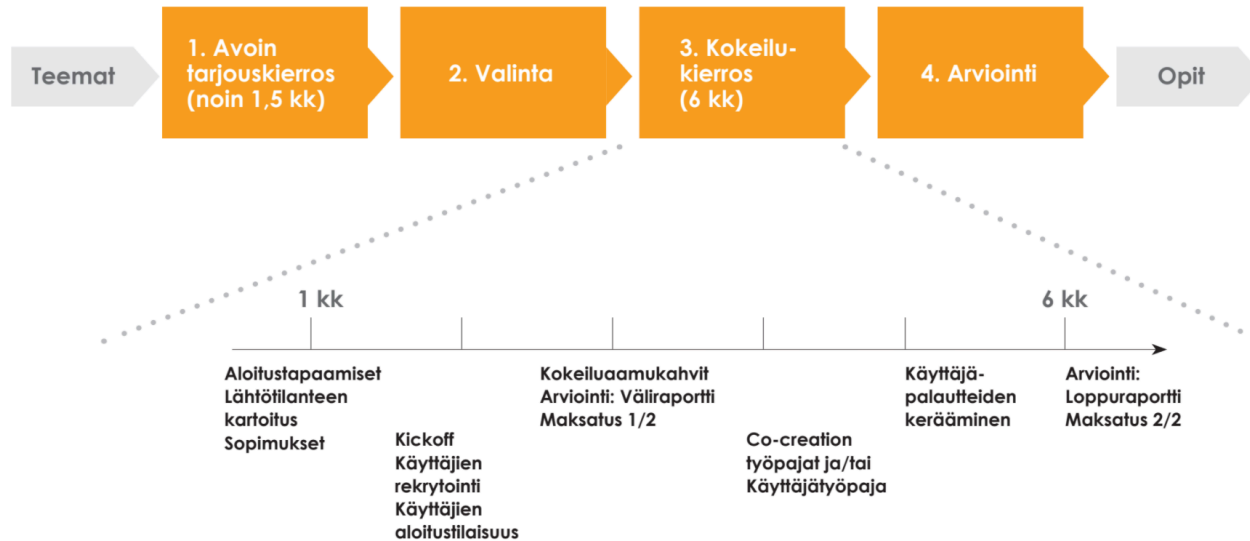 Teemat
1. Avoin
tarjouskierros
(noin 1,5 kk)
2. Valinta
3. Kokeilu-
kierros
(6 kk)
4. Arviointi
Opit
1 kk
6 kk
Aloitustapaamiset
Lähtötilanteen
kartoitus
Sopimukset
Kickoff
Käyttäjien
rekrytointi
Käyttäjien
aloitustilaisuus
Kokeiluaamukahvit
Arviointi: Väliraportti
Maksatus 1/2
Co-creation
työpajat ja/tai
Käyttäjätyöpaja
Käyttäjä-
palautteiden
kerääminen
Arviointi:
Loppuraportti
Maksatus 2/2